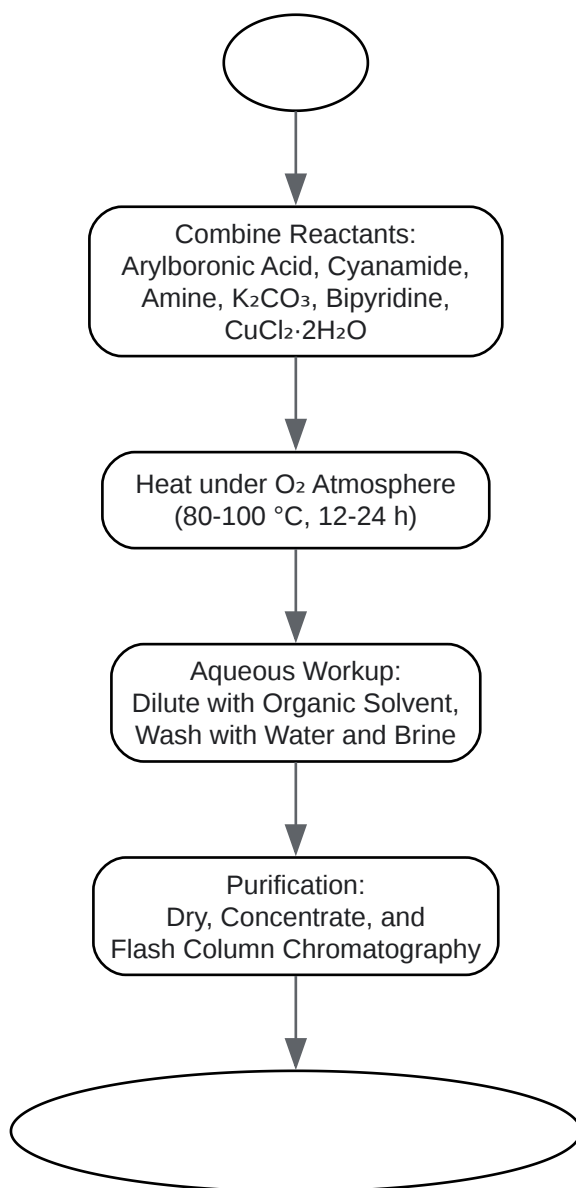 Combine Reactants:
Arylboronic Acid, Cyanamide,
Amine, K₂CO₃, Bipyridine,
CuCl₂·2H₂O
Heat under O₂ Atmosphere
(80-100 °C, 12-24 h)
Aqueous Workup:
Dilute with Organic Solvent,
Wash with Water and Brine
Purification:
Dry, Concentrate, and
Flash Column Chromatography